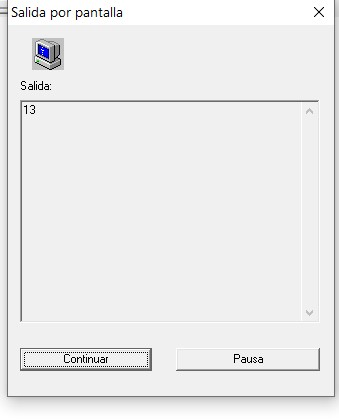 Salida por pantalla
Salida:
13
Continuar
Pausa